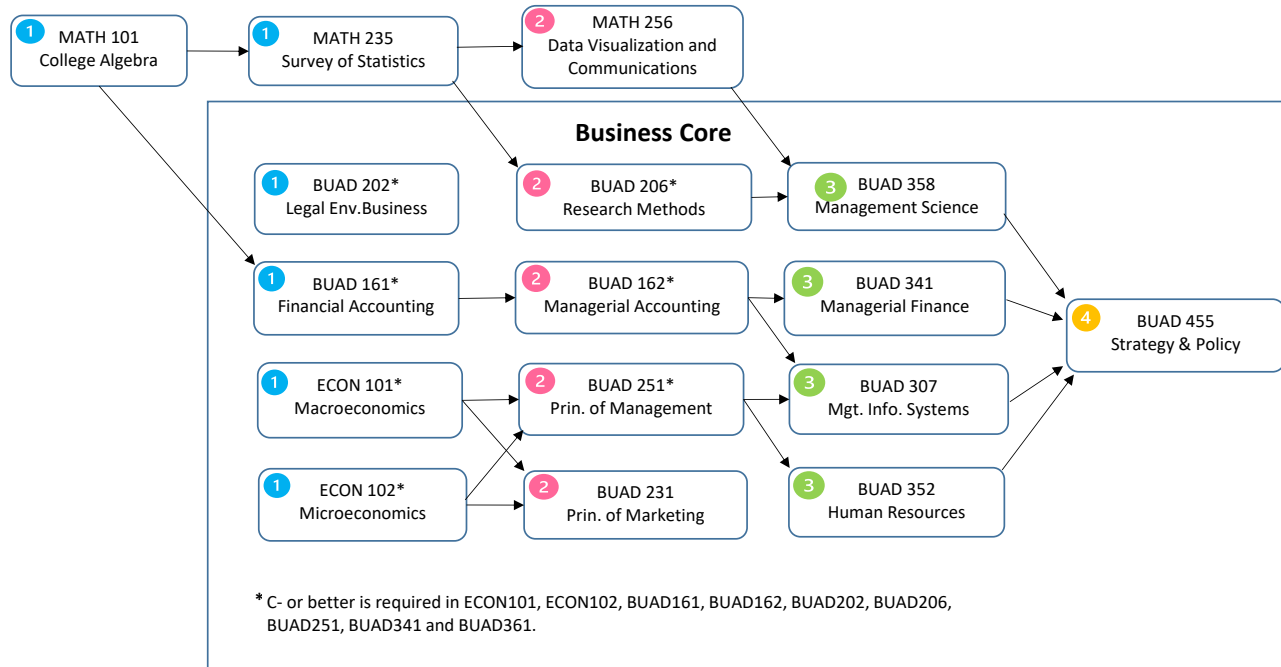 1 MATH 101
College Algebra
1 MATH 235
Survey of Statistics
2 MATH 256
Data Visualization and
Communications
Business Core
1 BUAD 202*
Legal Env.Business
2 BUAD 206*
Research Methods
3 BUAD 358
Management Science
1 BUAD 161*
Financial Accounting
2 BUAD 162*
Managerial Accounting
3 BUAD 341
Managerial Finance
4 BUAD 455
Strategy & Policy
1 ECON 101*
Macroeconomics
2 BUAD 251*
Prin. of Management
3 BUAD 307
Mgt. Info. Systems
1 ECON 102*
Microeconomics
2 BUAD 231
Prin. of Marketing
3 BUAD 352
Human Resources
* C- or better is required in ECON101, ECON102, BUAD161, BUAD162, BUAD202, BUAD206,
BUAD251, BUAD341 and BUAD361.